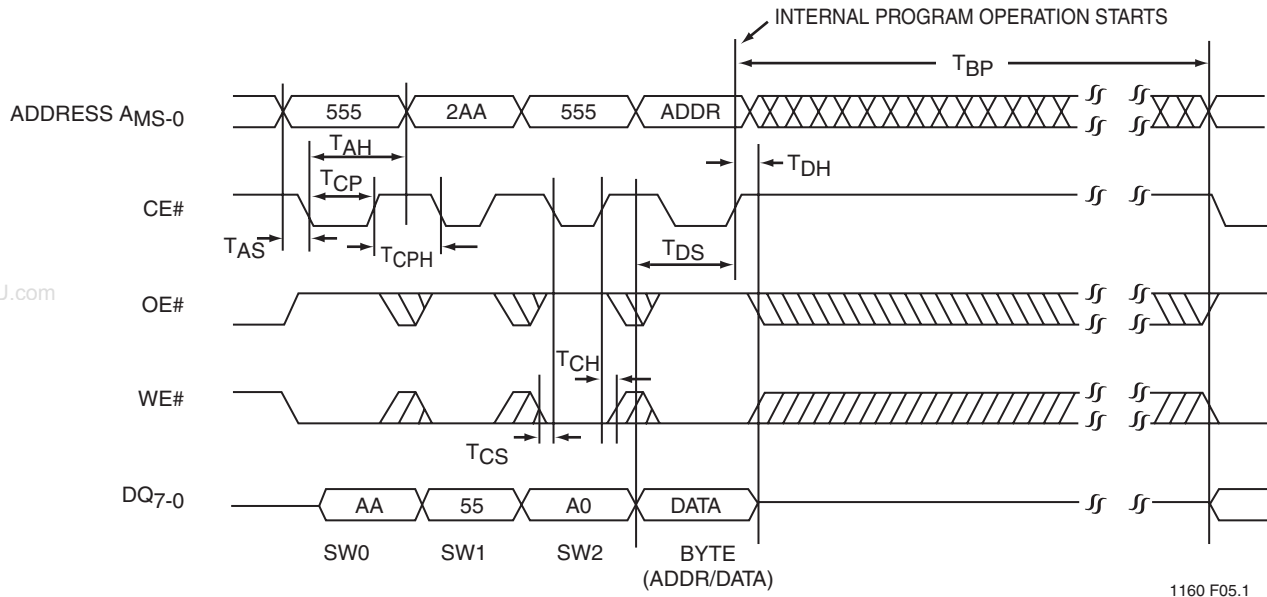 INTERNAL PROGRAM OPERATION STARTS
TBP
ADDRESS AMS-0
555
2AA
555
ADDR
TAH
TDH
TCP
CE#
TAS
TCPH
TDS
U.com
OE#
TCH
WE#
TCS
DQ7-0
AA
55
A0
DATA
SW0
SW1
SW2
BYTE
(ADDR/DATA)
1160 F05.1